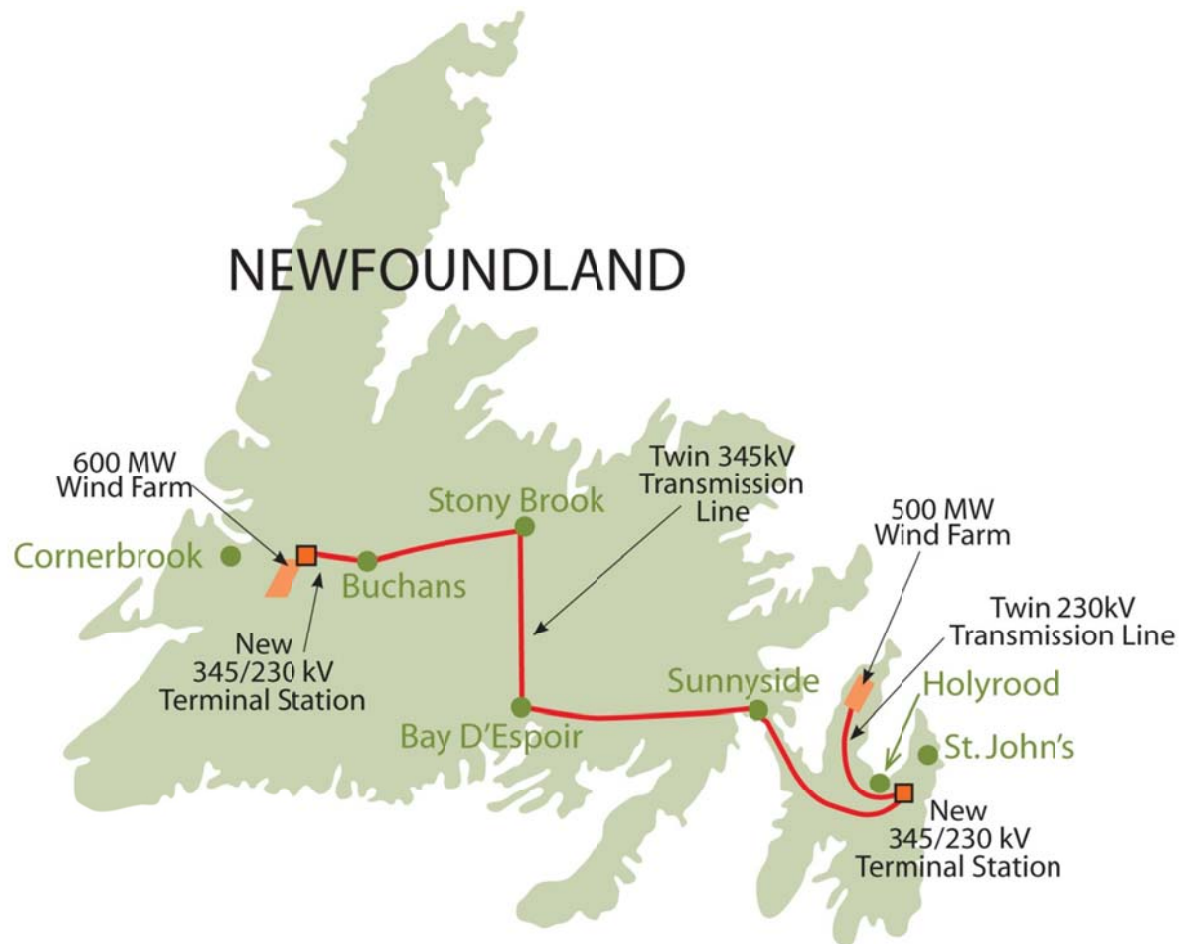 NEWFOUNDLAND
600 MW
Wind Farm
Cornerbrook
New
345/230 kV
Terminal Station
Buchans
Stony Brook
Twin 345kV
Transmission
Line
Bay D'Espoir
Sunnyside
500 MW
Wind Farm
Twin 230kV
Transmission Line
Holyrood
St. John's
New
345/230 kV
Terminal Station